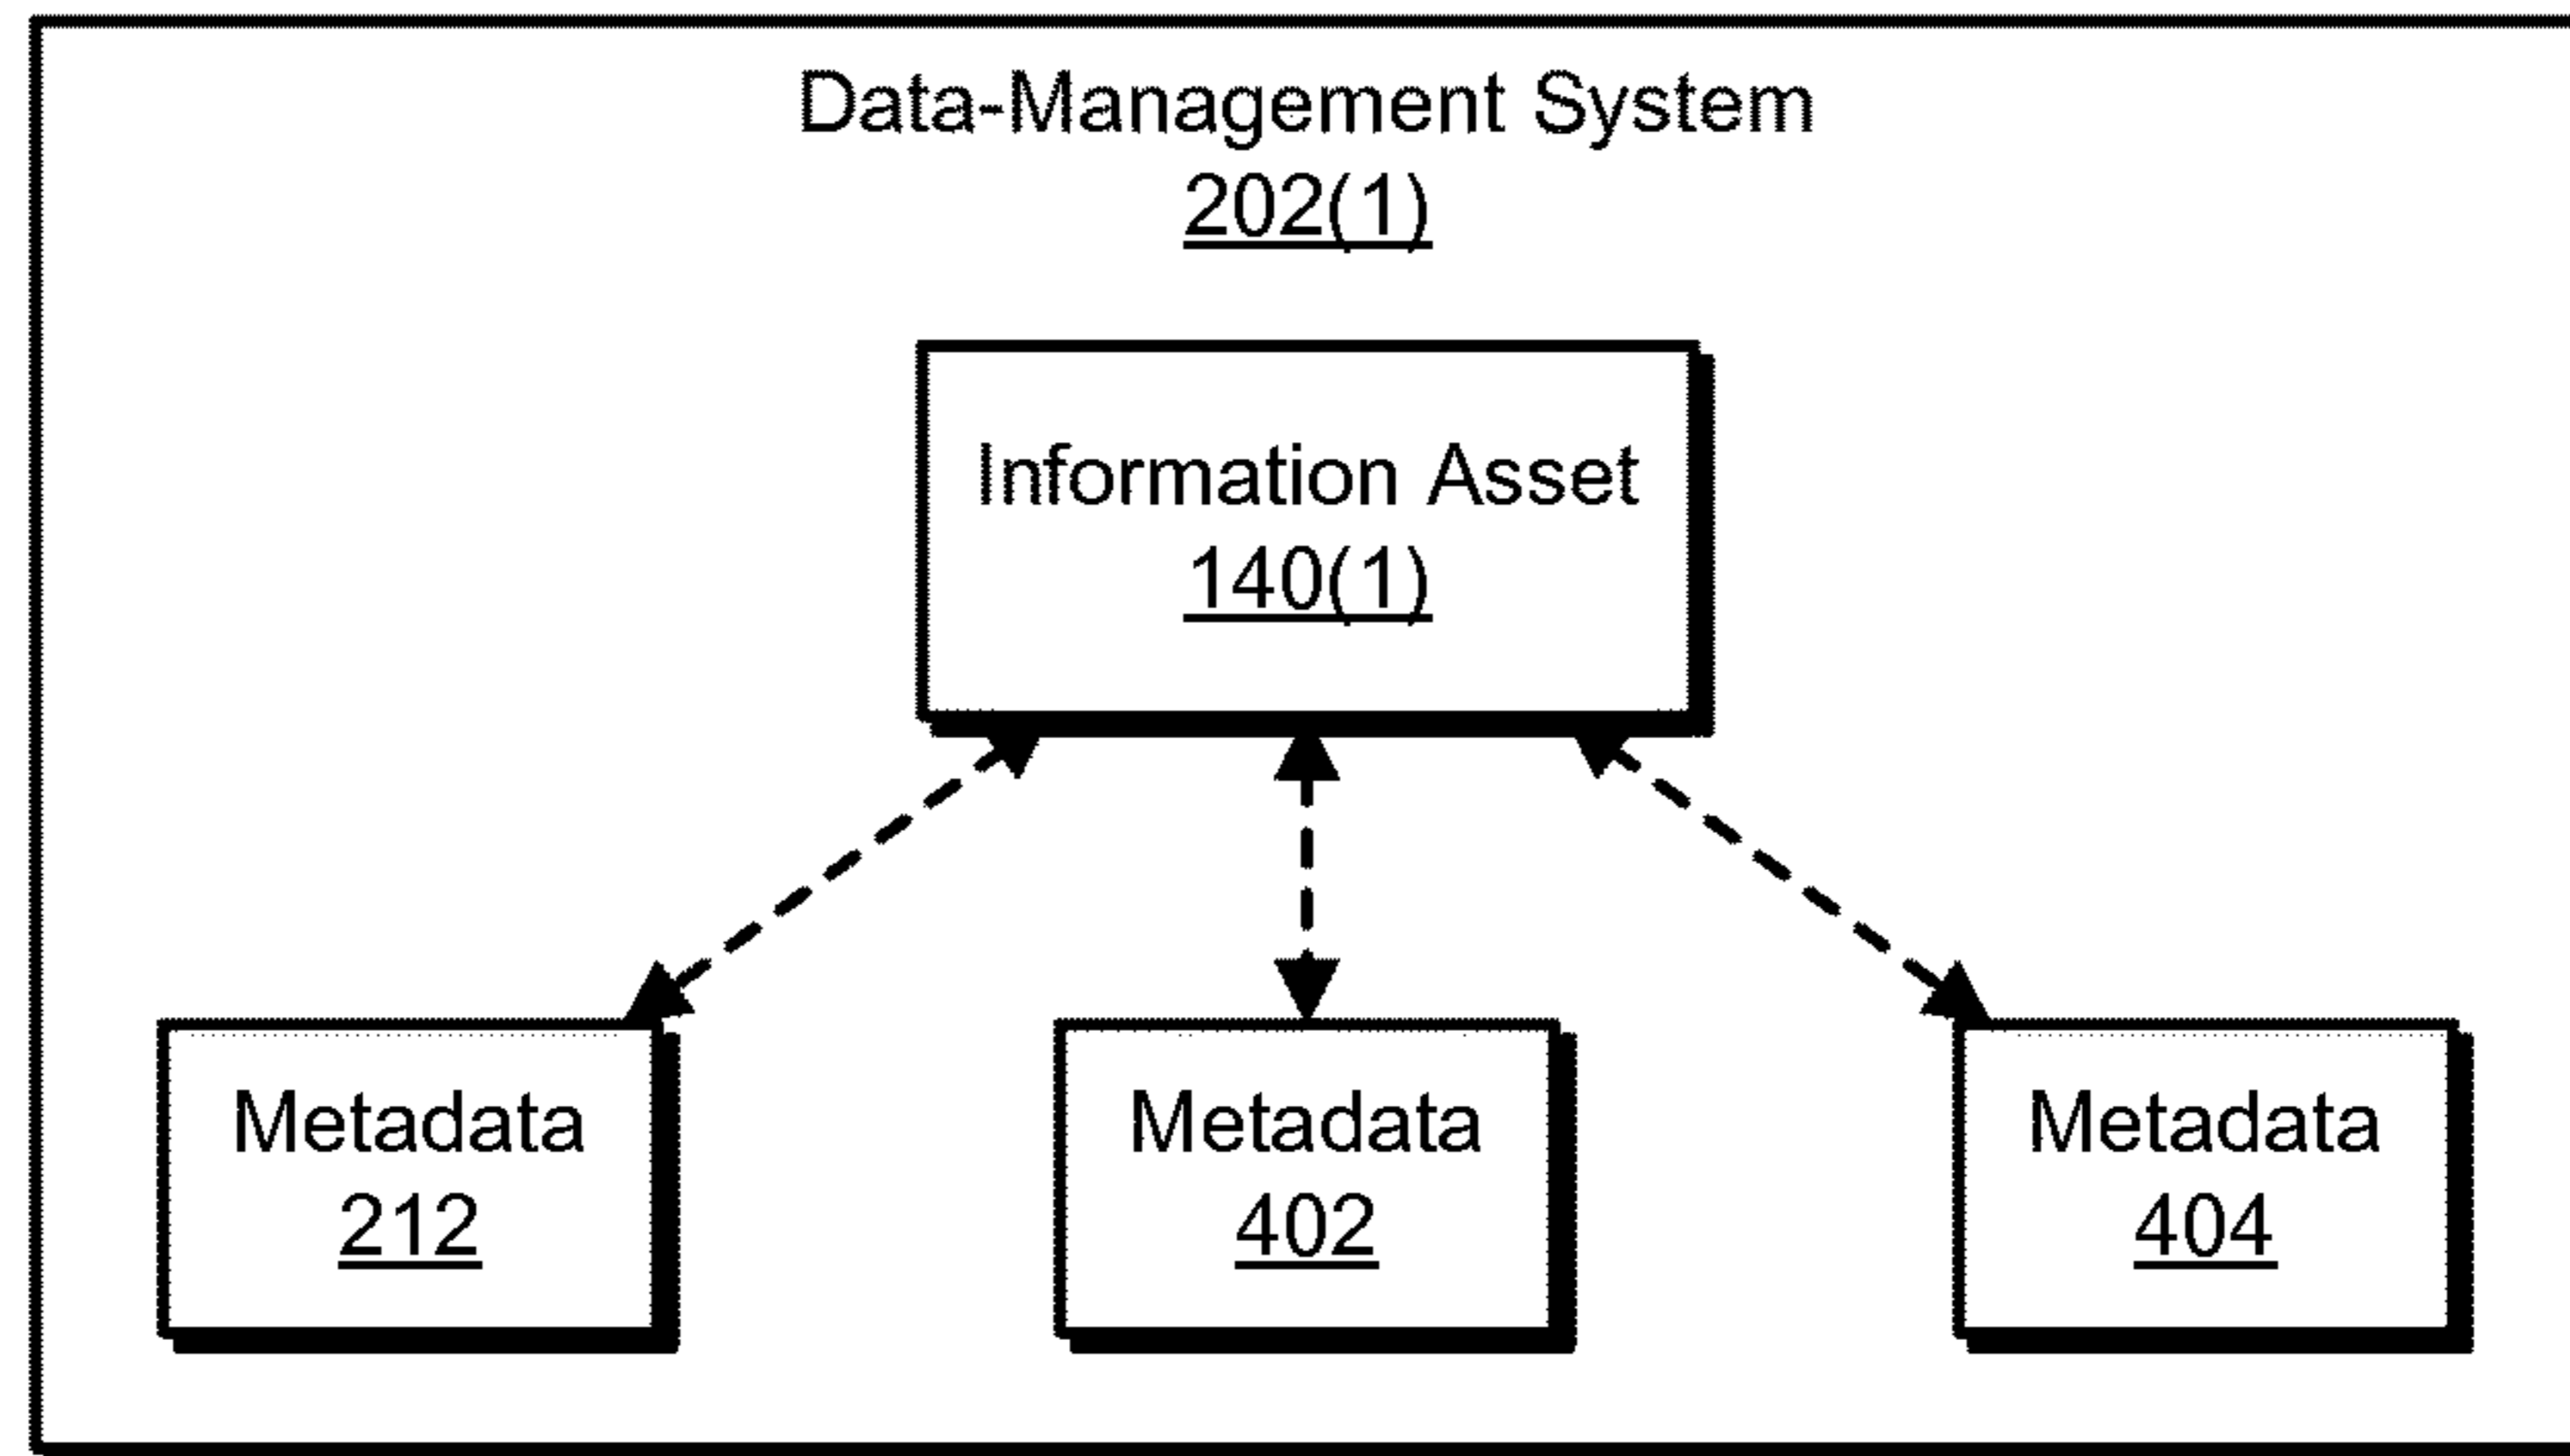 Data-Management System
202(1)
Information Asset
140(1)
Metadata
212
Metadata
402
Metadata
404